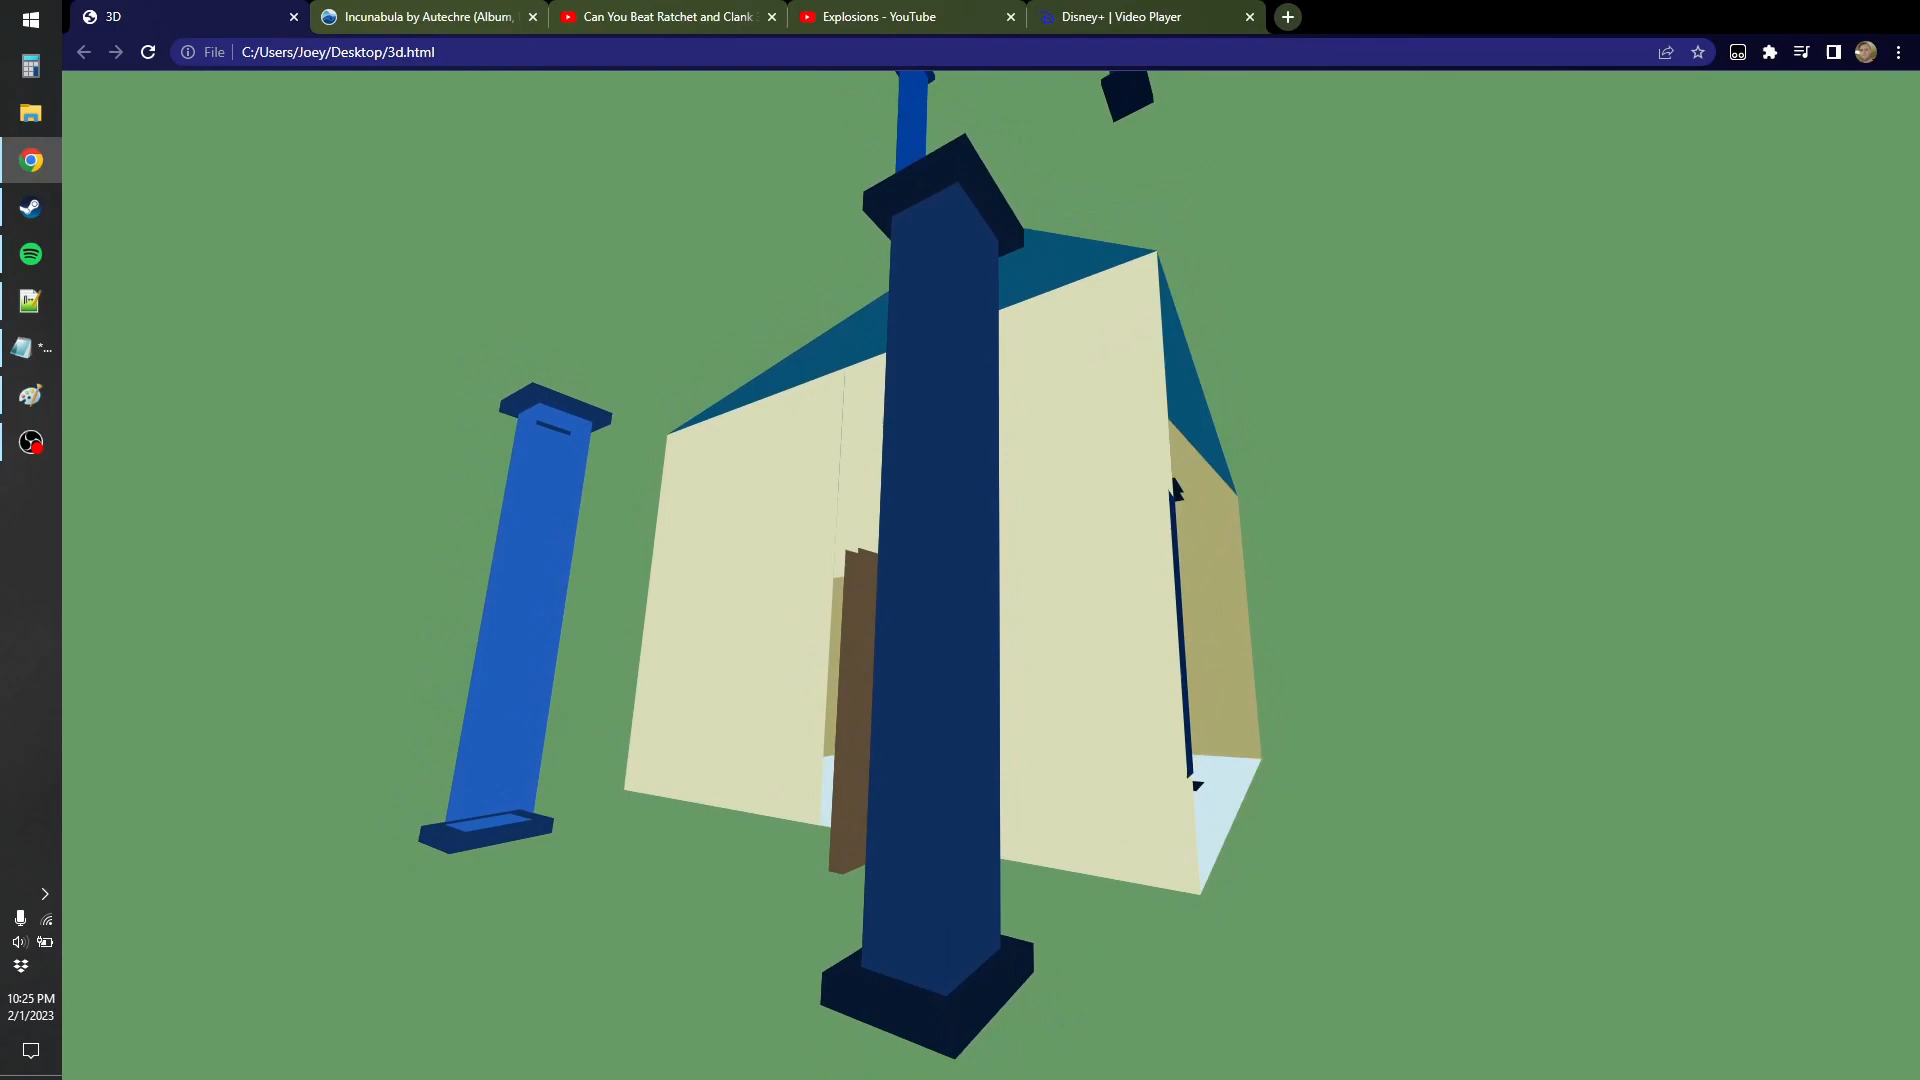 3D
Incunabula by Autechre (Album,
Can You Beat Ratchet and Clank
Explosions - YouTube
Disney+ | Video Player
File
C:/Users/Joey/Desktop/3d.html
*...
10:25 PM
2/1/2023